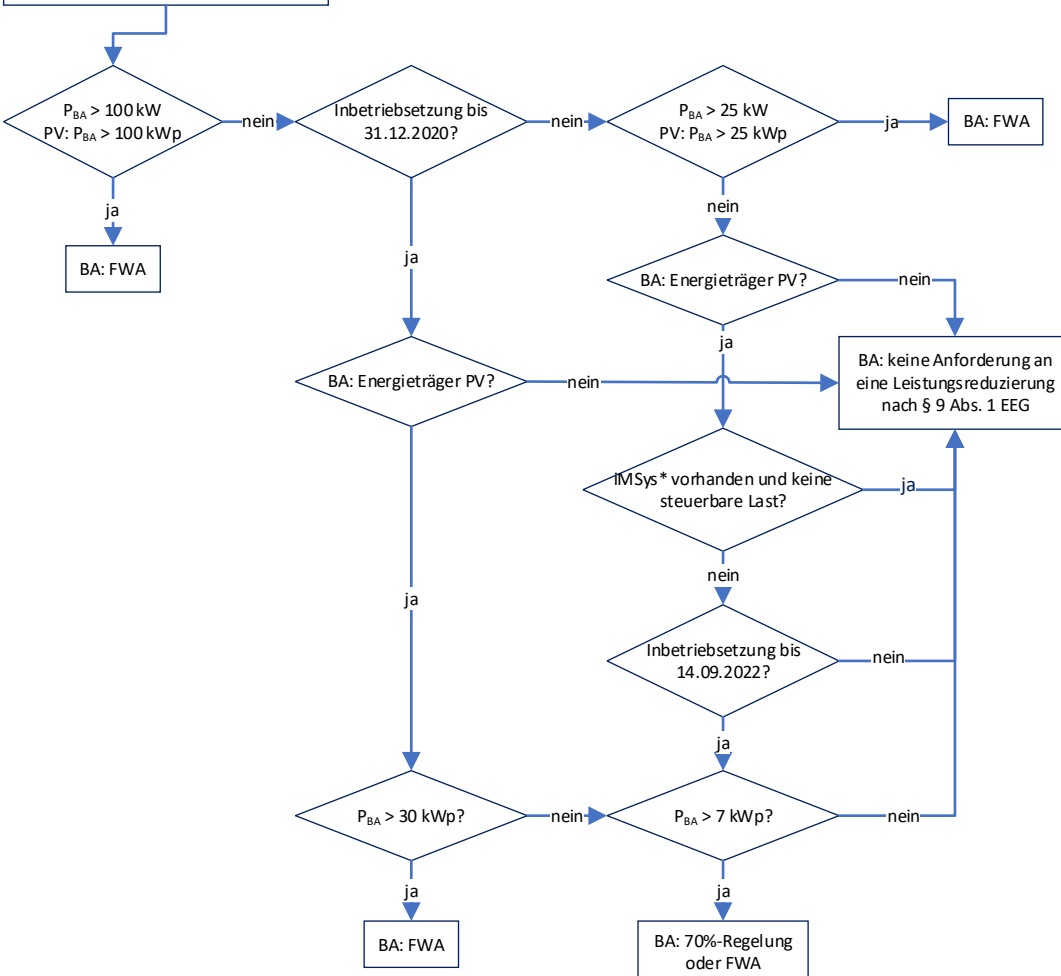 P_BA > 100 kW
PV: P_BA > 100 kWp
nein
Inbetriebsetzung bis
31.12.2020?
nein
P_BA > 25 kW
PV: P_BA > 25 kWp
ja
BA: FWA
ja
BA: FWA
ja
nein
BA: Energieträger PV?
nein
ja
BA: Energieträger PV?
nein
BA: keine Anforderung an
eine Leistungsreduzierung
nach § 9 Abs. 1 EEG
iMSys* vorhanden und keine
steuerbare Last?
ja
nein
ja
Inbetriebsetzung bis
14.09.2022?
nein
ja
P_BA > 30 kWp?
nein
P_BA > 7 kWp?
nein
ja
BA: FWA
ja
BA: 70%-Regelung
oder FWA